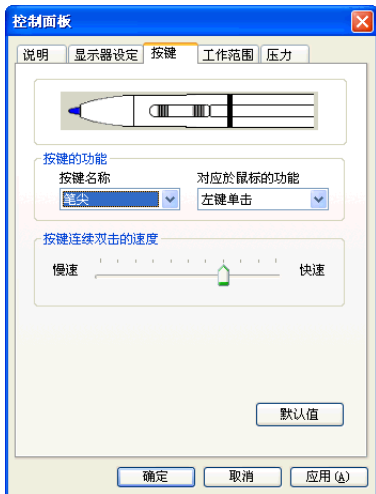 控制面板
说明 显示器设定 按键 工作范围 压力
按键的功能
按键名称 对应於鼠标的功能
笔尖 左键单击
按键连续双击的速度
慢速 快速
默认值
确定 取消 应用(A)